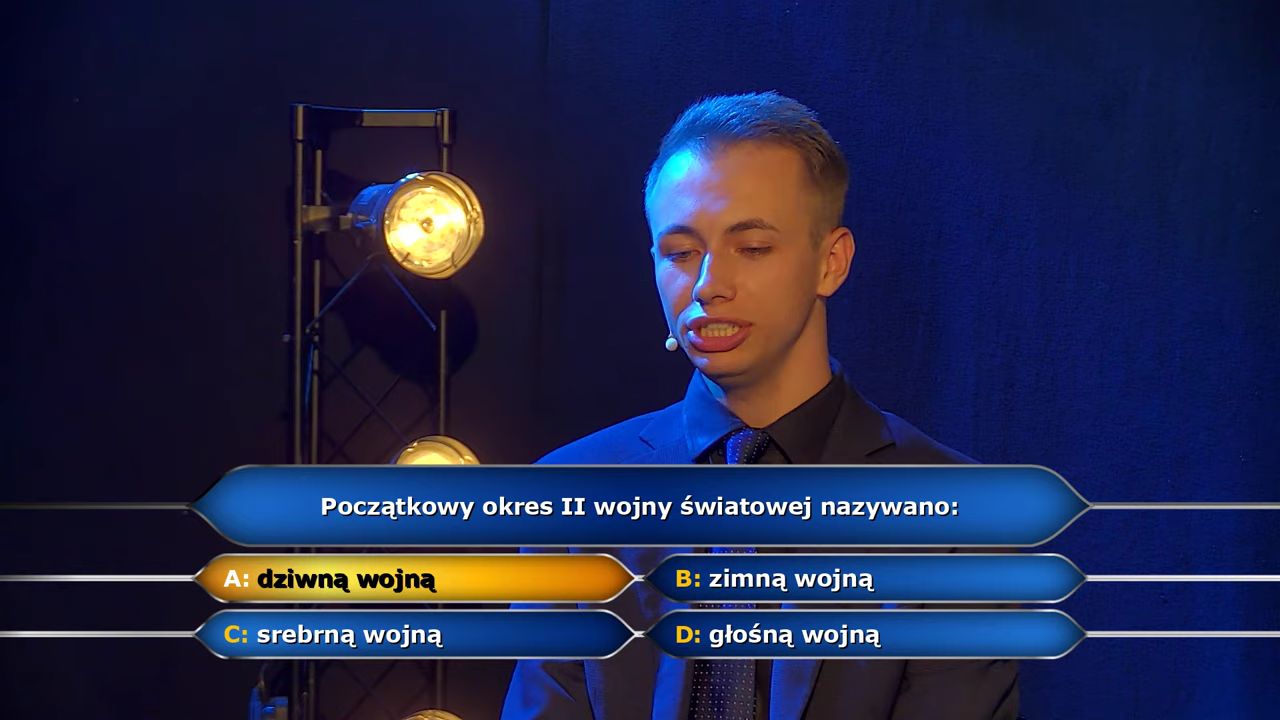 Początkowy okres II wojny światowej nazywano:
A: dziwną wojną
B: zimną wojną
C: srebrną wojną
D: głośną wojną